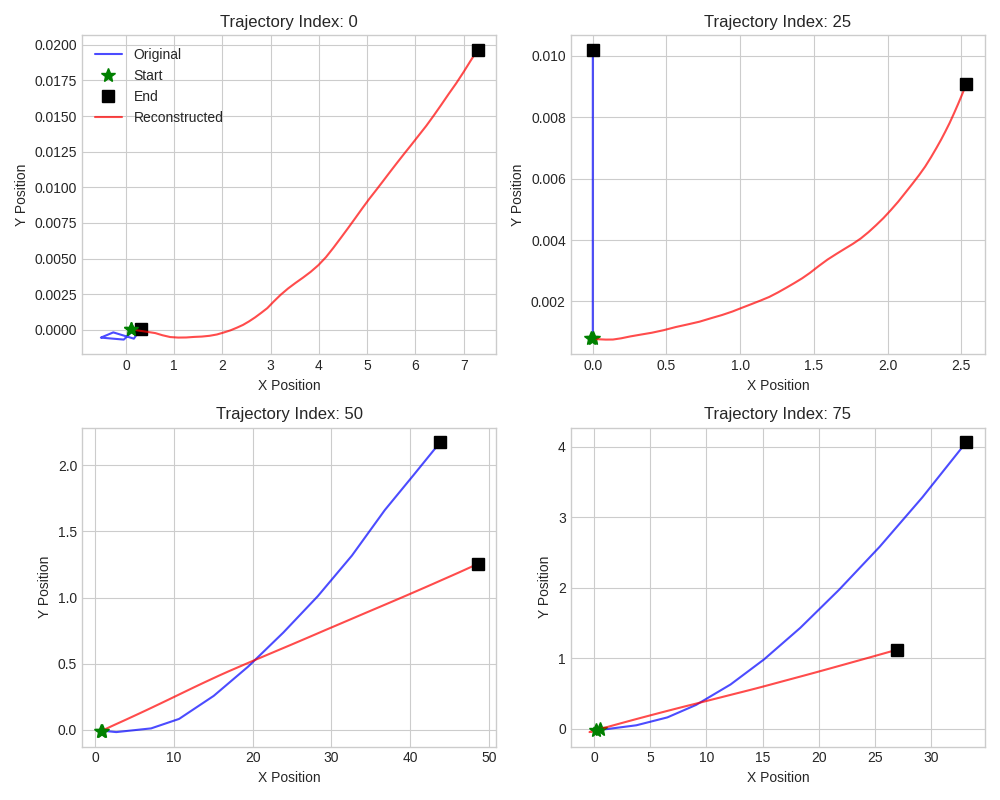 Trajectory Index: 0
0.0200
0.0175
0.0150
0.0125
0.0100
0.0075
0.0050
0.0025
0.0000
Y Position
Original
Start
End
Reconstructed
0 1 2 3 4 5 6 7
X Position
Trajectory Index: 25
0.010
0.008
0.006
0.004
0.002
Y Position
0.0 0.5 1.0 1.5 2.0 2.5
X Position
Trajectory Index: 50
2.0
1.5
1.0
0.5
0.0
Y Position
0 10 20 30 40 50
X Position
Trajectory Index: 75
4
3
2
1
0
Y Position
0 5 10 15 20 25 30
X Position